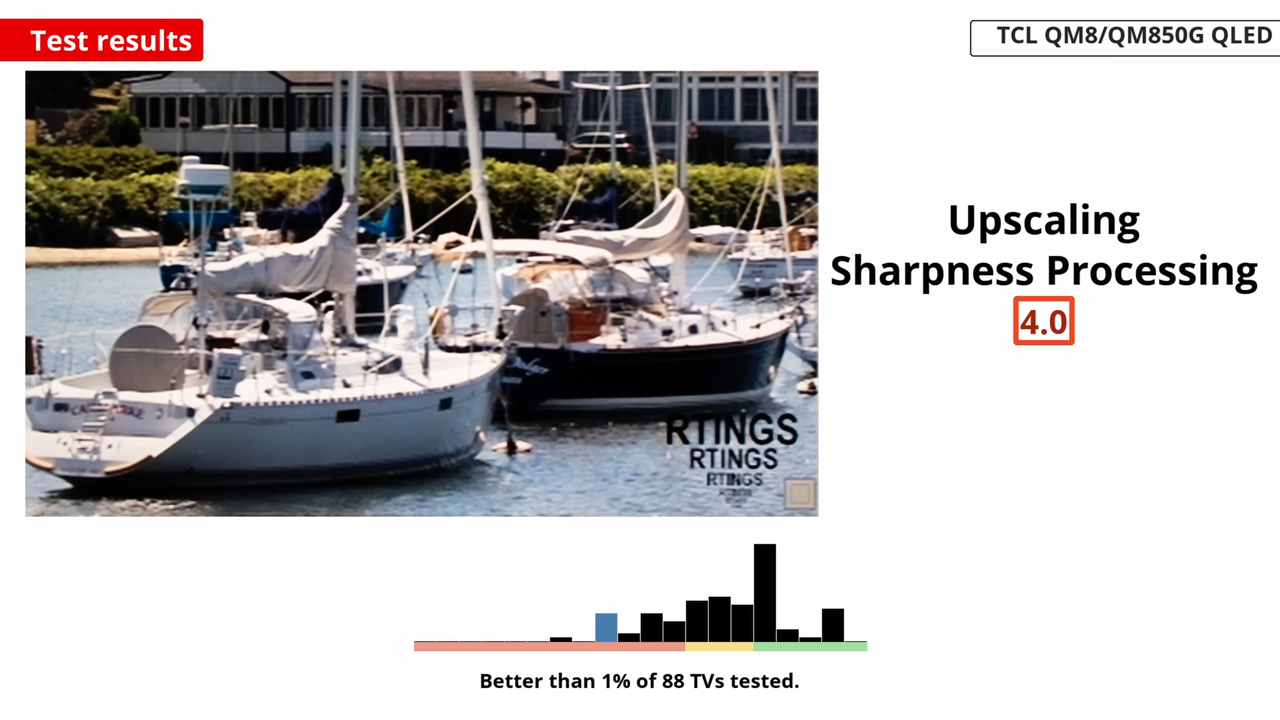 Test results
TCL QM8/QM850G QLED
Upscaling
Sharpness Processing
4.0
RTINGS
RTINGS
RTINGS
Better than 1% of 88 TVs tested.